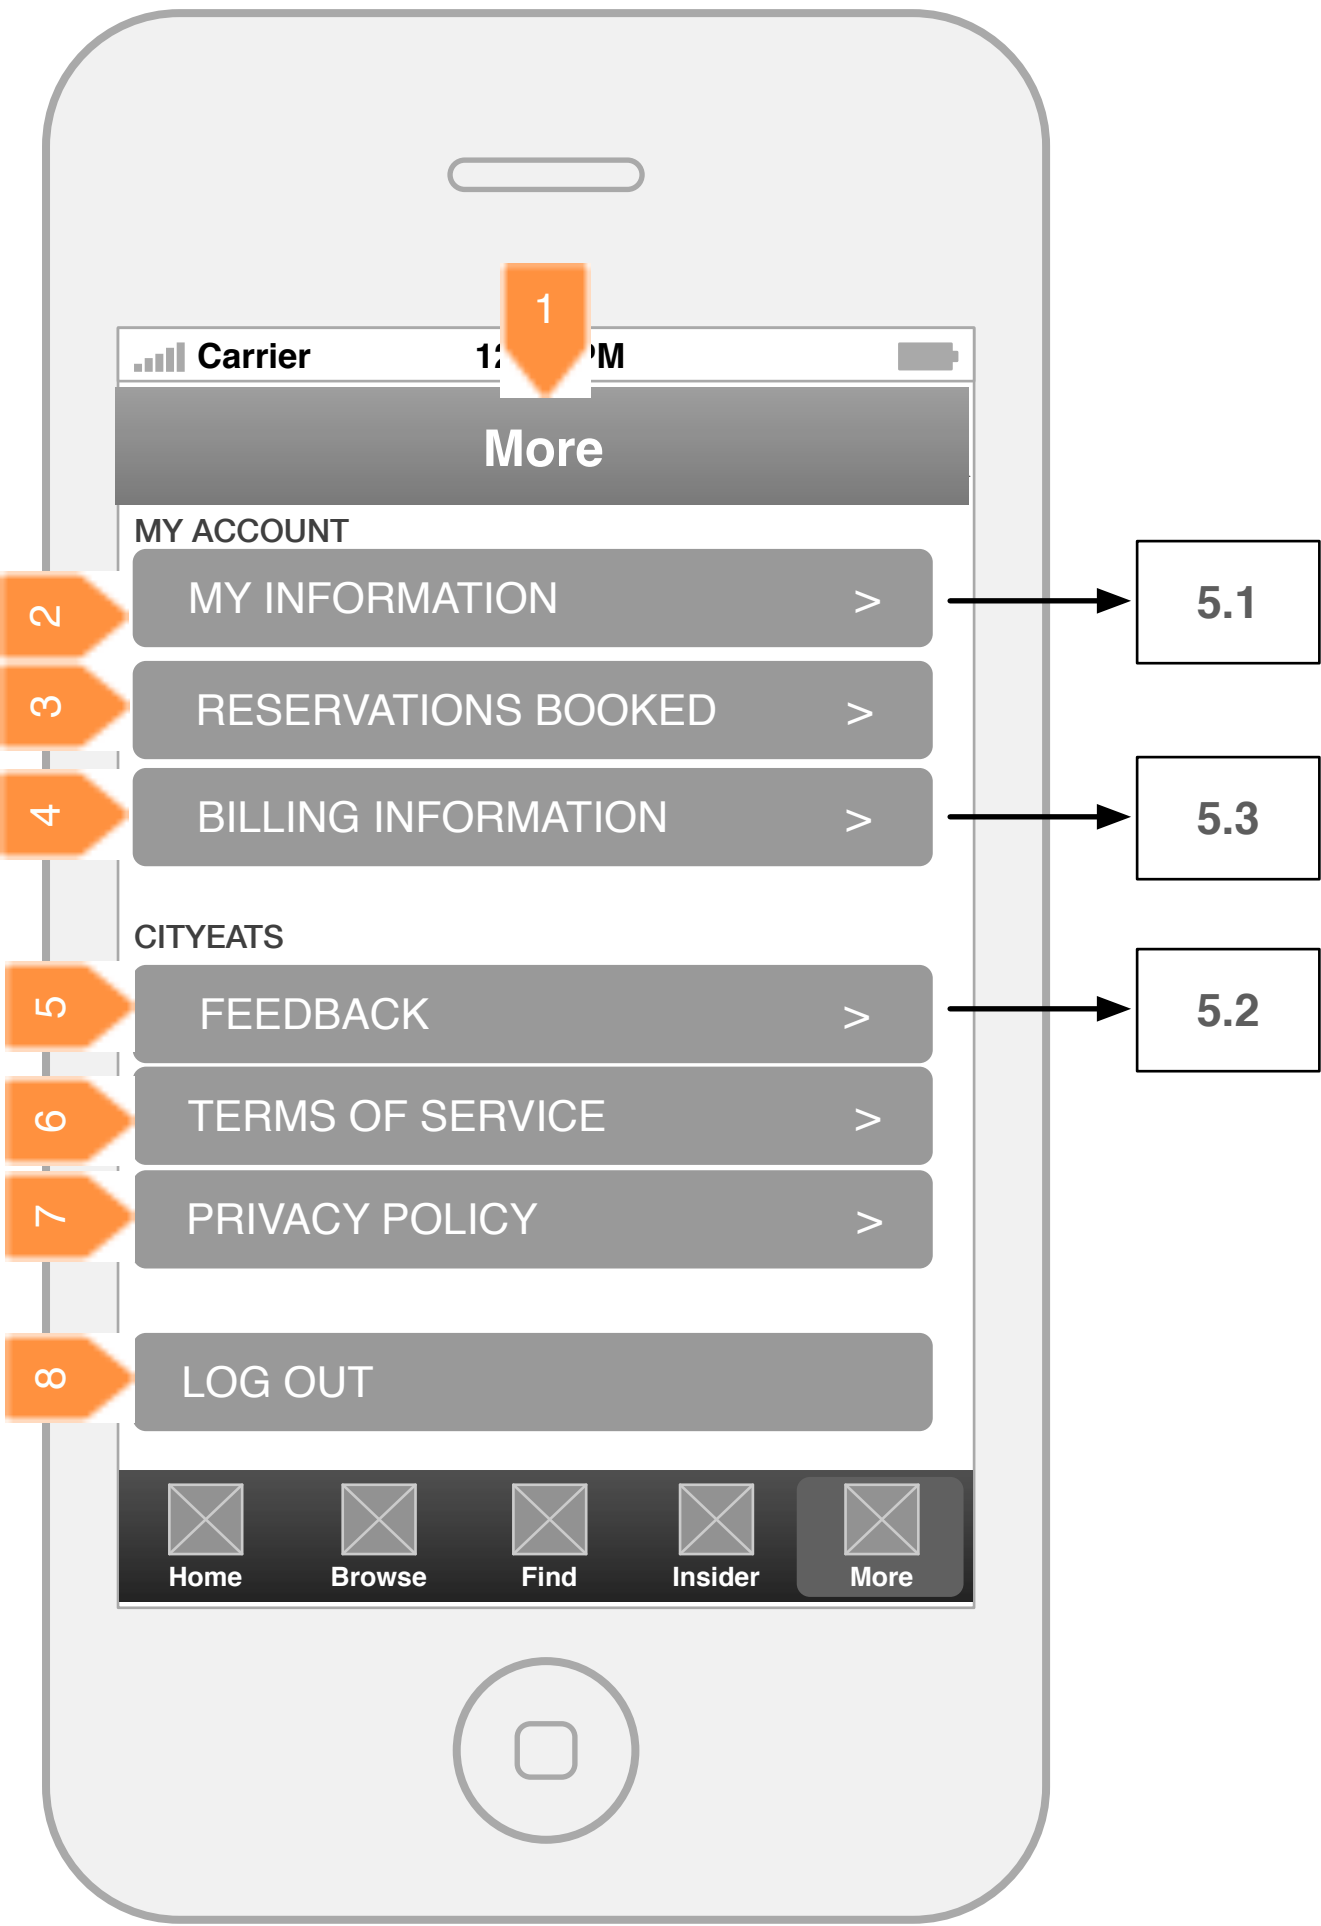 1
Carrier
PM
More
MY ACCOUNT
2
MY INFORMATION >
5.1
3
RESERVATIONS BOOKED >
4
BILLING INFORMATION >
5.3
CITYEATS
5
FEEDBACK >
5.2
6
TERMS OF SERVICE >
7
PRIVACY POLICY >
8
LOG OUT
Home Browse Find Insider More